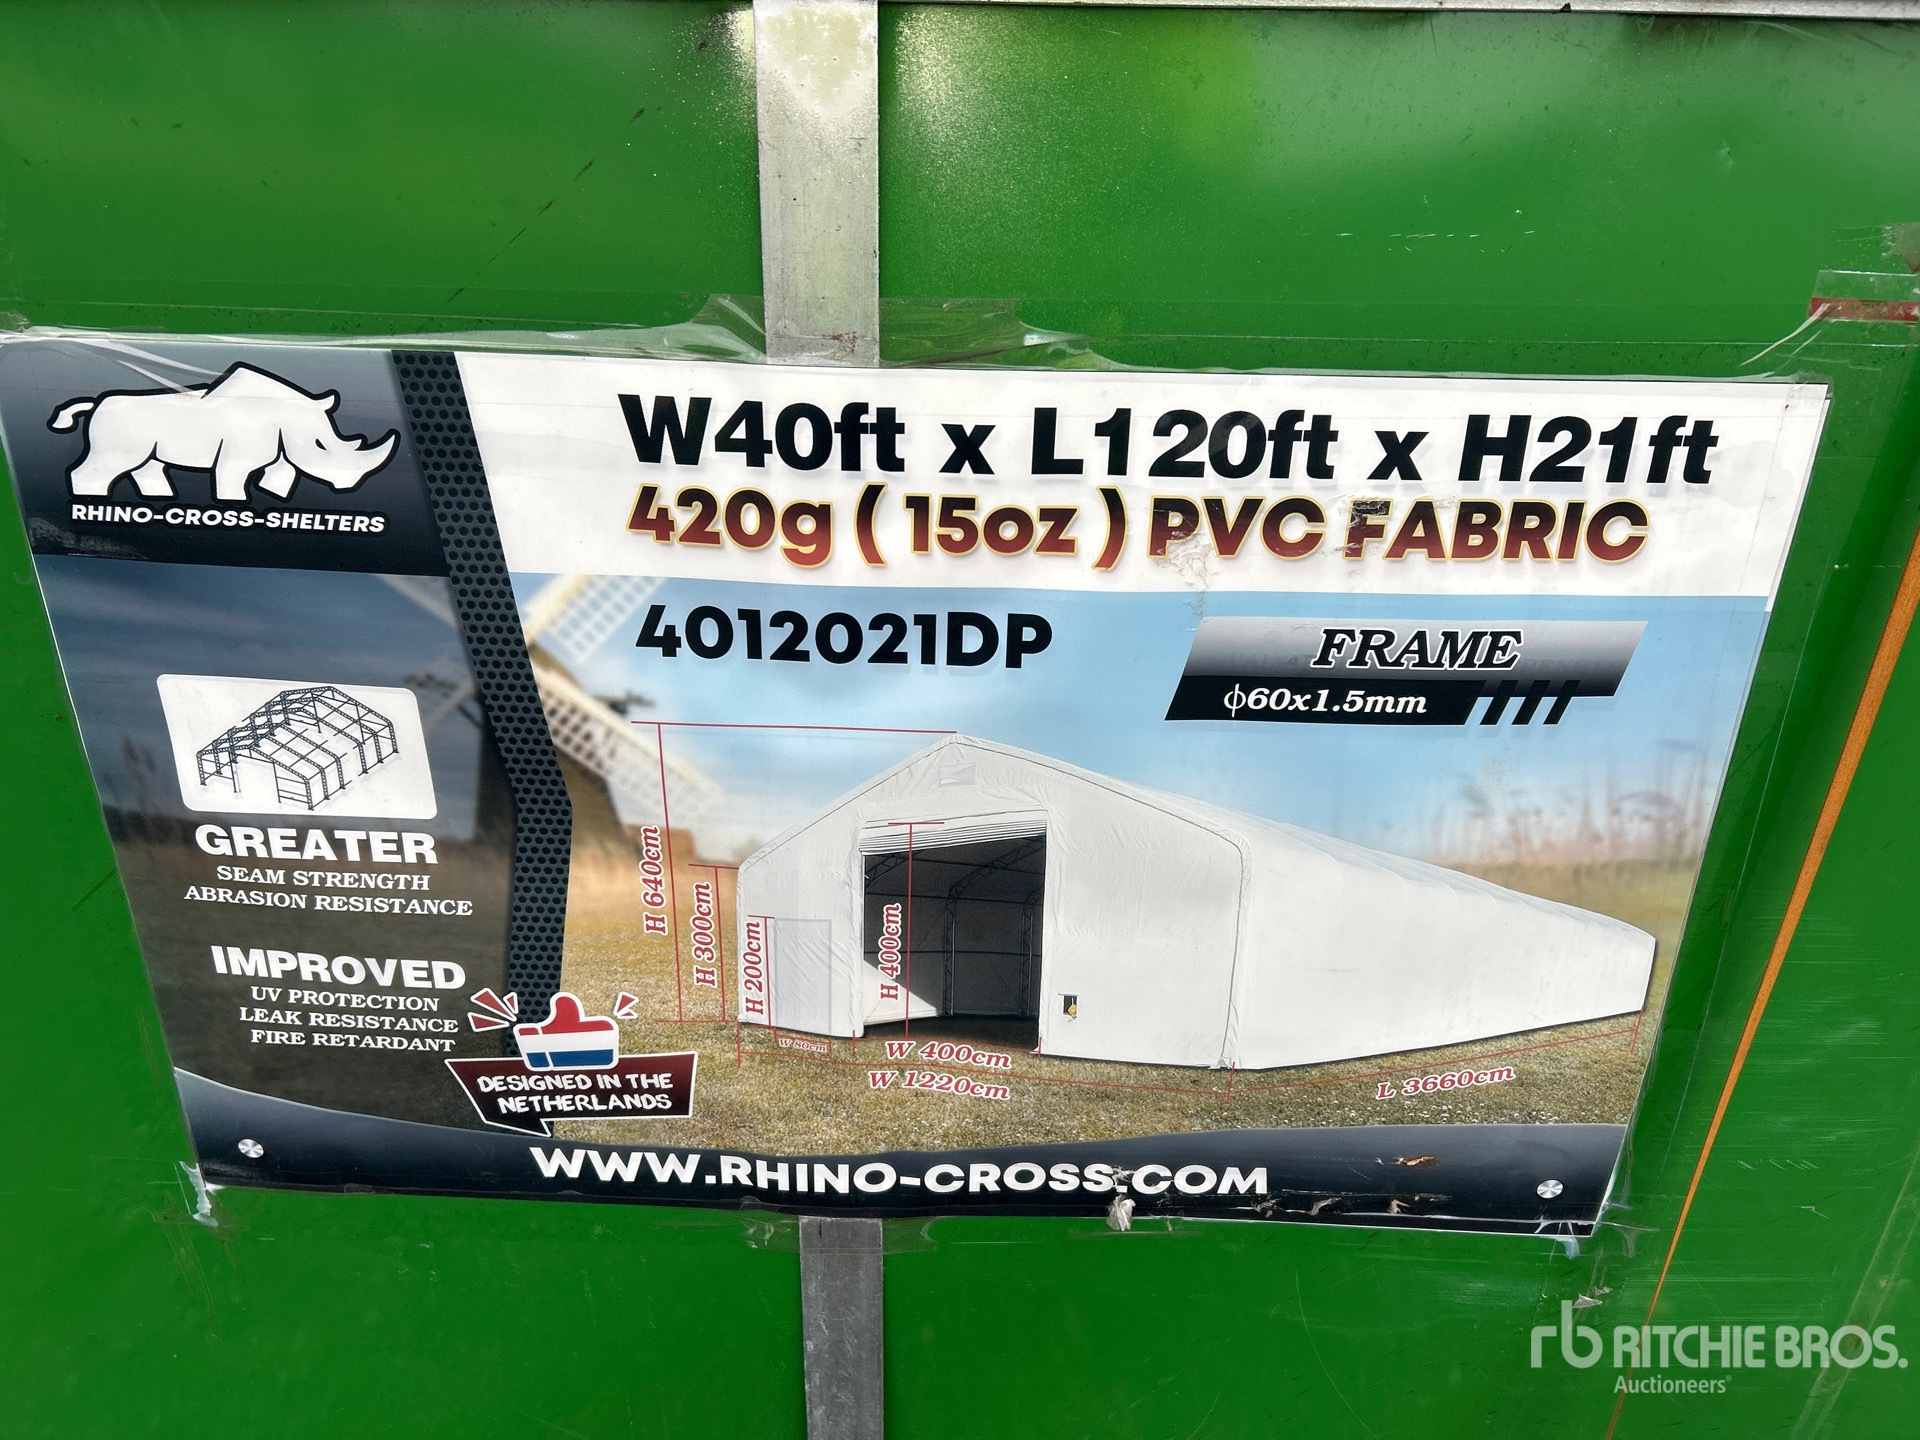 RHINO-CROSS-SHELTERS
W40ft x L120ft x H21ft
420g ( 15oz ) PVC FABRIC
4012021DP
FRAME
ϕ60x1.5mm
GREATER
SEAM STRENGTH
ABRASION RESISTANCE
IMPROVED
UV PROTECTION
LEAK RESISTANCE
FIRE RETARDANT
DESIGNED IN THE
NETHERLANDS
H 640cm
H 300cm
H 200cm
H 400cm
W 80cm
W 400cm
W 1220cm
L 3660cm
WWW.RHINO-CROSS.COM
rb RITCHIE BROS.
Auctioneers